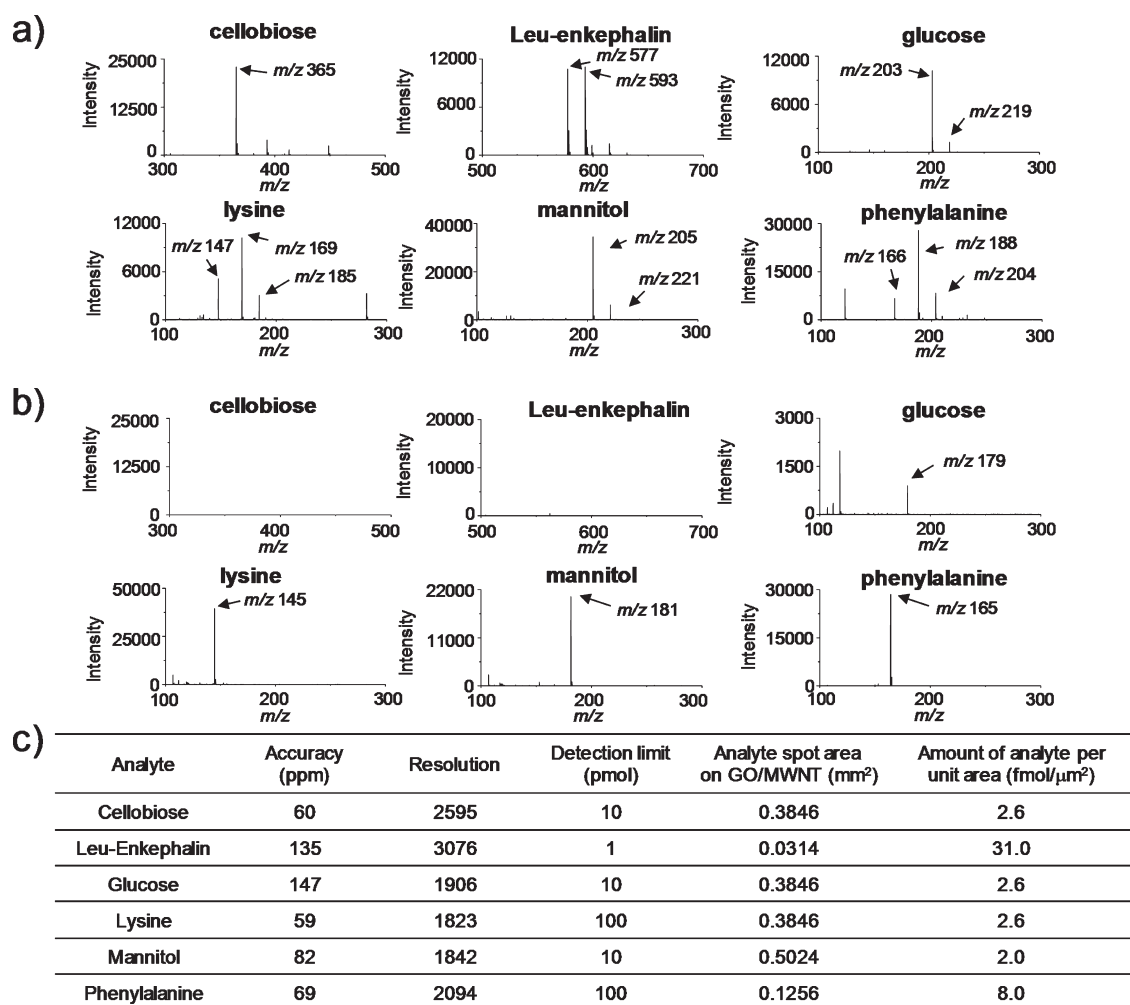 a)
cellobiose
Intensity
25000
12500
0
300
400
500
m/z
m/z 365
Leu-enkephalin
Intensity
12000
6000
0
500
600
700
m/z
m/z 577
m/z 593
glucose
Intensity
12000
6000
0
100
200
300
m/z
m/z 203
m/z 219
lysine
Intensity
12000
6000
0
100
200
300
m/z
m/z 147
m/z 169
m/z 185
mannitol
Intensity
40000
20000
0
100
200
300
m/z
m/z 205
m/z 221
phenylalanine
Intensity
30000
15000
0
100
200
300
m/z
m/z 166
m/z 188
m/z 204
b)
cellobiose
Intensity
25000
12500
0
300
400
500
m/z
Leu-enkephalin
Intensity
20000
10000
0
500
600
700
m/z
glucose
Intensity
3000
1500
0
100
200
300
m/z
m/z 179
lysine
Intensity
50000
25000
0
100
200
300
m/z
m/z 145
mannitol
Intensity
22000
11000
0
100
200
300
m/z
m/z 181
phenylalanine
Intensity
30000
15000
0
100
200
300
m/z
m/z 165
c)
Analyte Accuracy (ppm) Resolution Detection limit (pmol) Analyte spot area on GO/MWNT (mm²) Amount of analyte per unit area (fmol/μm²)
Cellobiose 60 2595 10 0.3846 2.6
Leu-Enkephalin 135 3076 1 0.0314 31.0
Glucose 147 1906 10 0.3846 2.6
Lysine 59 1823 100 0.3846 2.6
Mannitol 82 1842 10 0.5024 2.0
Phenylalanine 69 2094 100 0.1256 8.0